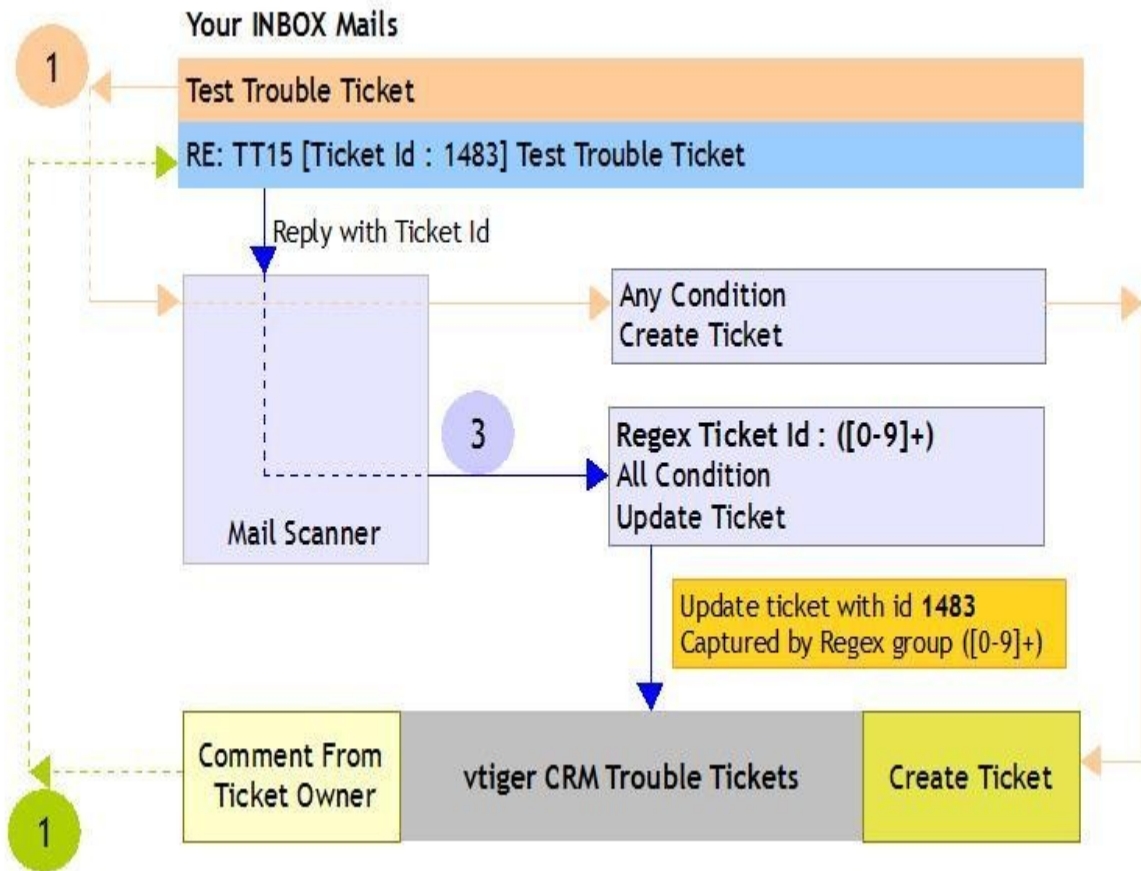 Your INBOX Mails
1
Test Trouble Ticket
RE: TT15 [Ticket Id : 1483] Test Trouble Ticket
Reply with Ticket Id
Any Condition
Create Ticket
3
Regex Ticket Id : ([0-9]+)
All Condition
Update Ticket
Mail Scanner
Update ticket with id 1483
Captured by Regex group ([0-9]+)
Comment From
Ticket Owner
vtiger CRM Trouble Tickets
Create Ticket
1